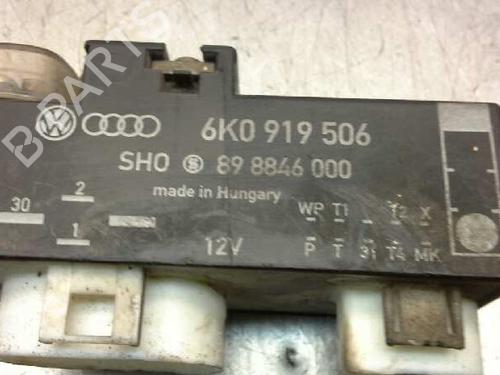 B-PARTS
6K0 919 506
SHO 89 8846 000
made in Hungary
2
30
1
12V
WP T1 T2 X
P T 31 T4 MK